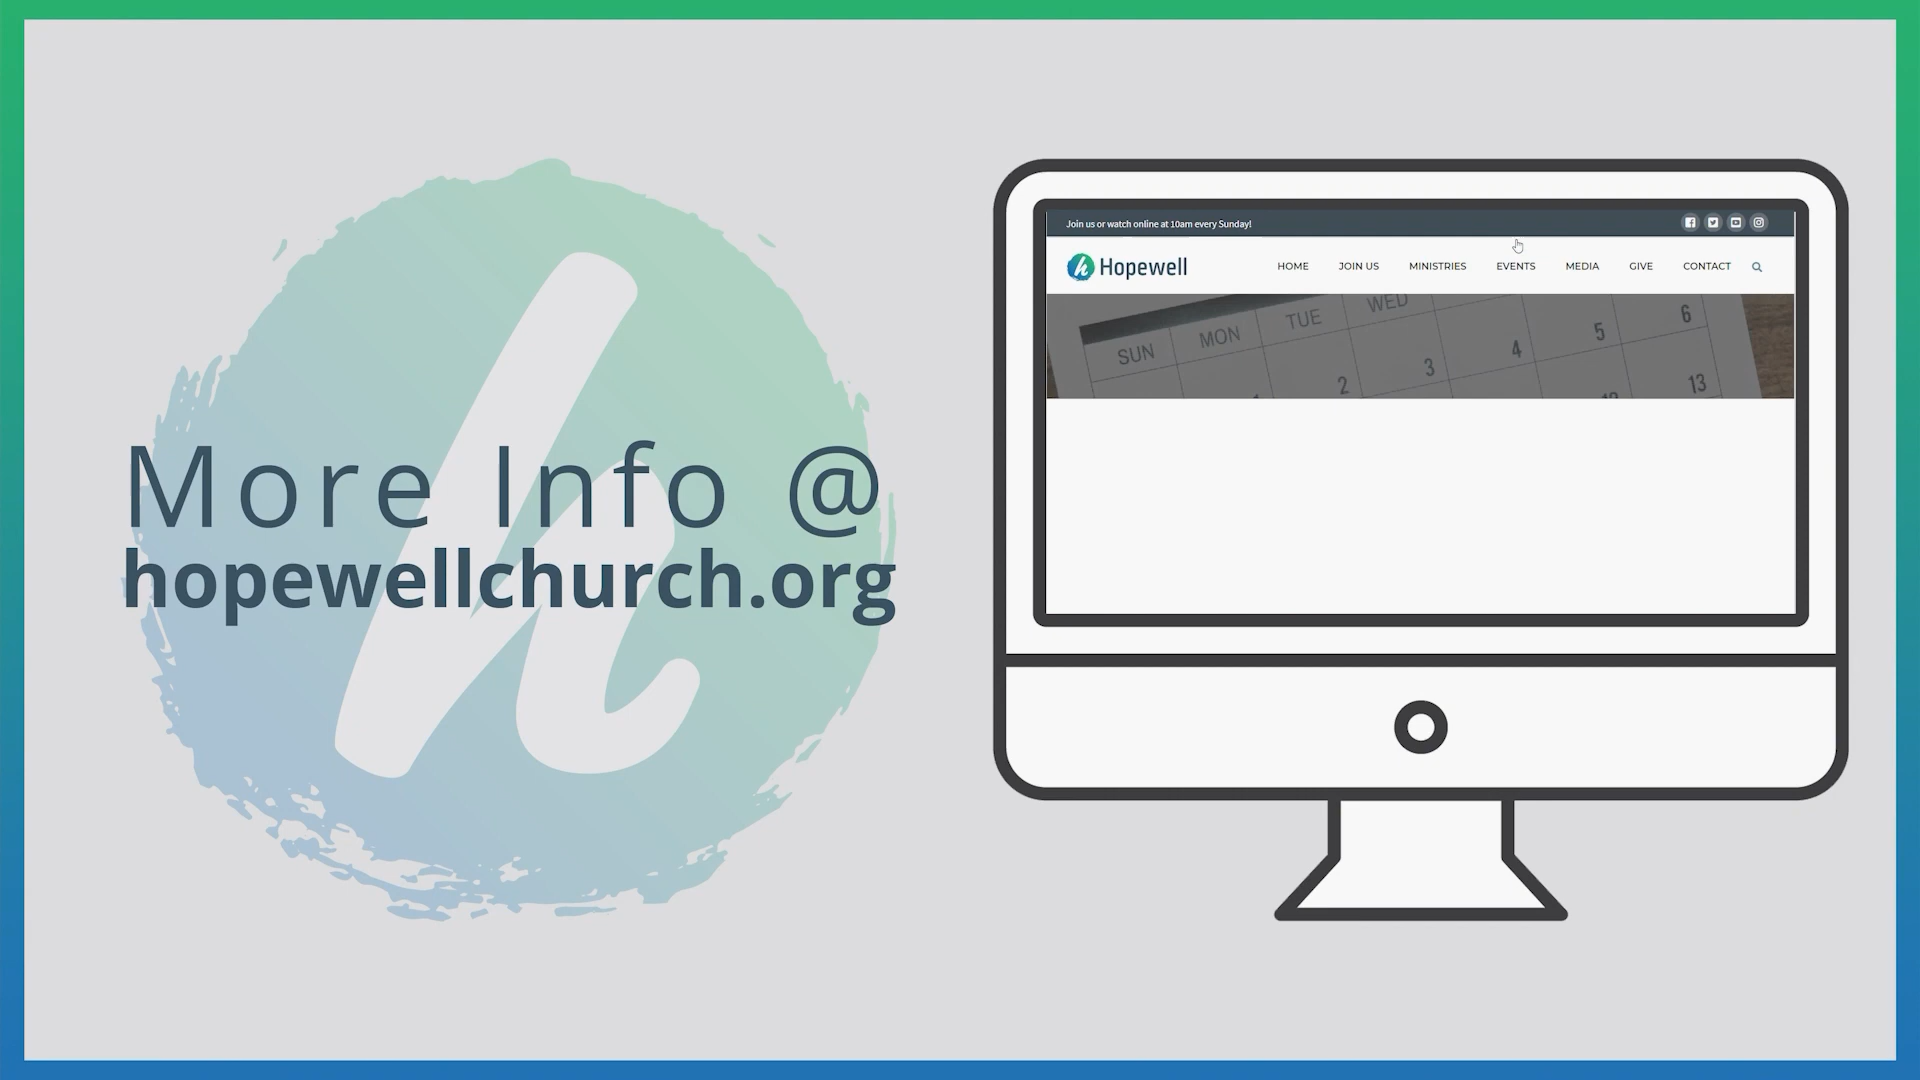 More Info @
hopewellchurch.org
Join us or watch online at 10am every Sunday!
h Hopewell
HOME JOIN US MINISTRIES EVENTS MEDIA GIVE CONTACT
SUN MON TUE WED
2 3 4 5 6
13